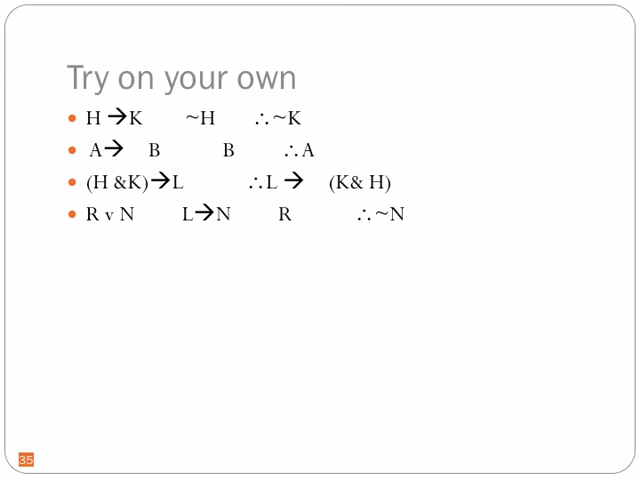 Try on your own
• H →K ~H ∴~K
• A→ B B ∴A
• (H &K)→L ∴L → (K& H)
• R v N L→N R ∴~N
35